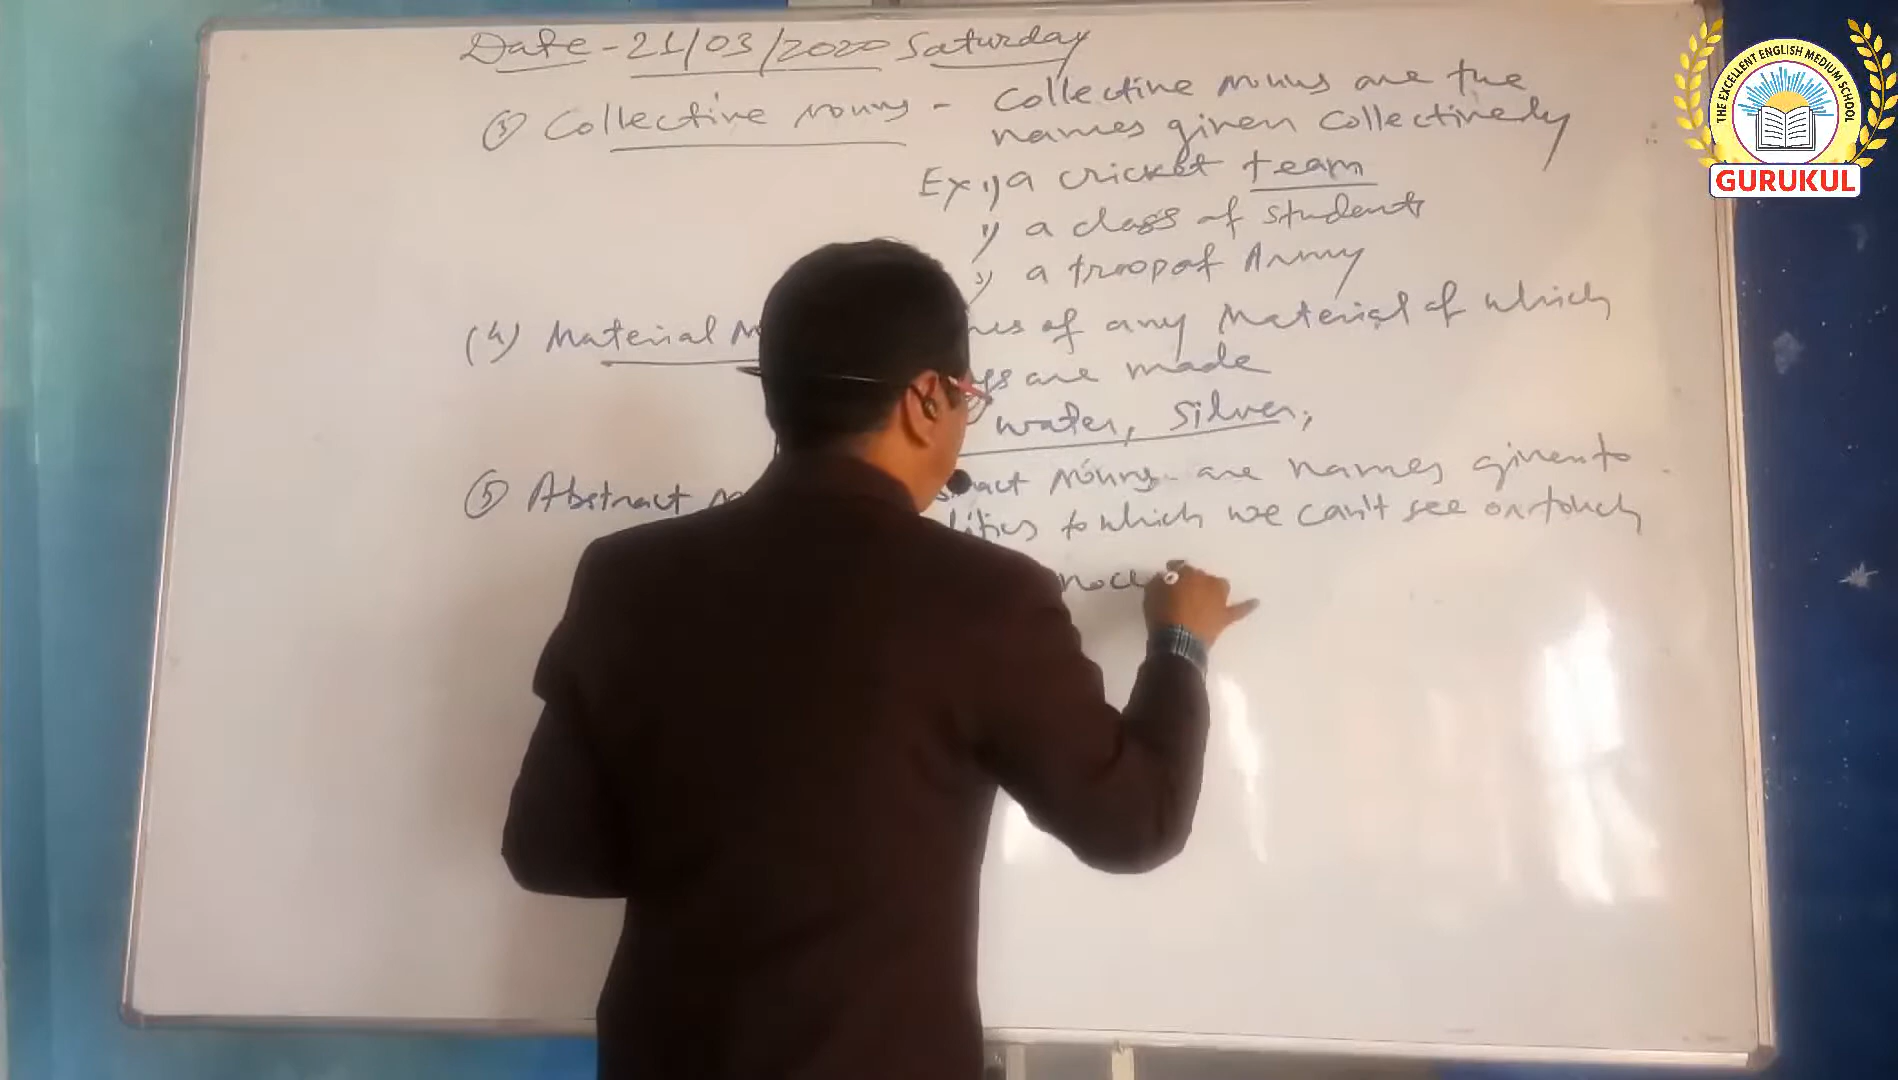 Date - 21/03/2020 Saturday
(3) Collective nouns - Collective nouns are the
names given collectively
Ex 1) a cricket team
a class of students
3) a troop of Army
(4) Material of any Material of which
are made
water, Silver,
(5) Abstract Nouns are names given to
to which we can't see or touch
THE EXCELLENT ENGLISH MEDIUM SCHOOL
GURUKUL